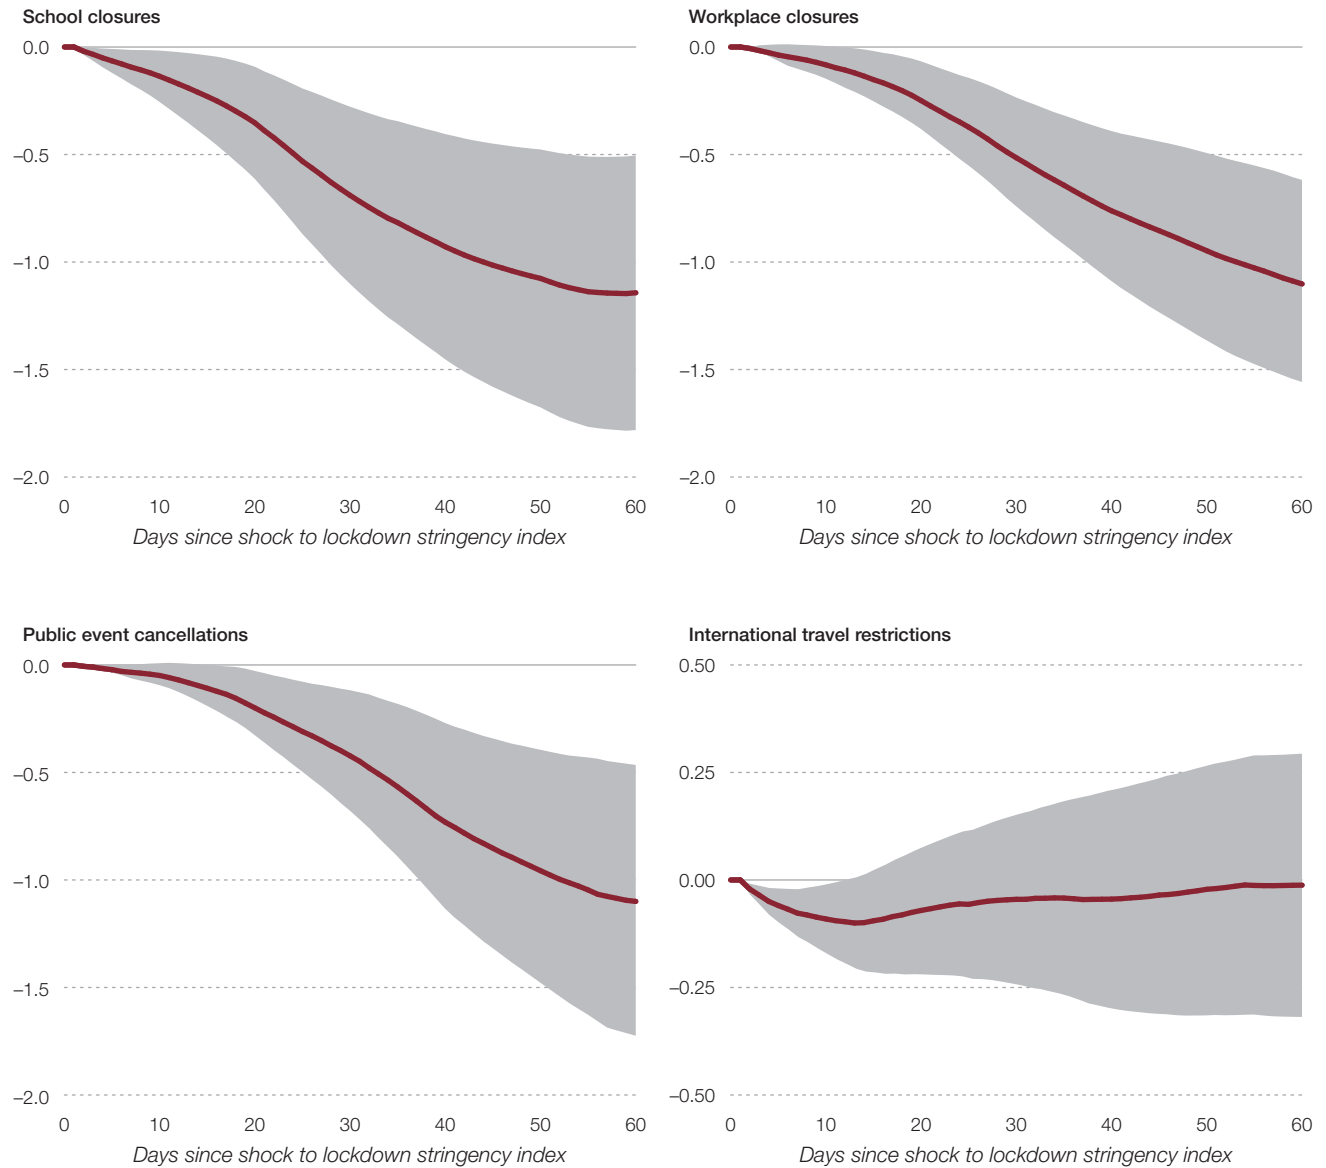 School closures
0.0
–0.5
–1.0
–1.5
–2.0
0 10 20 30 40 50 60
Days since shock to lockdown stringency index
Workplace closures
0.0
–0.5
–1.0
–1.5
–2.0
0 10 20 30 40 50 60
Days since shock to lockdown stringency index
Public event cancellations
0.0
–0.5
–1.0
–1.5
–2.0
0 10 20 30 40 50 60
Days since shock to lockdown stringency index
International travel restrictions
0.50
0.25
0.00
–0.25
–0.50
0 10 20 30 40 50 60
Days since shock to lockdown stringency index